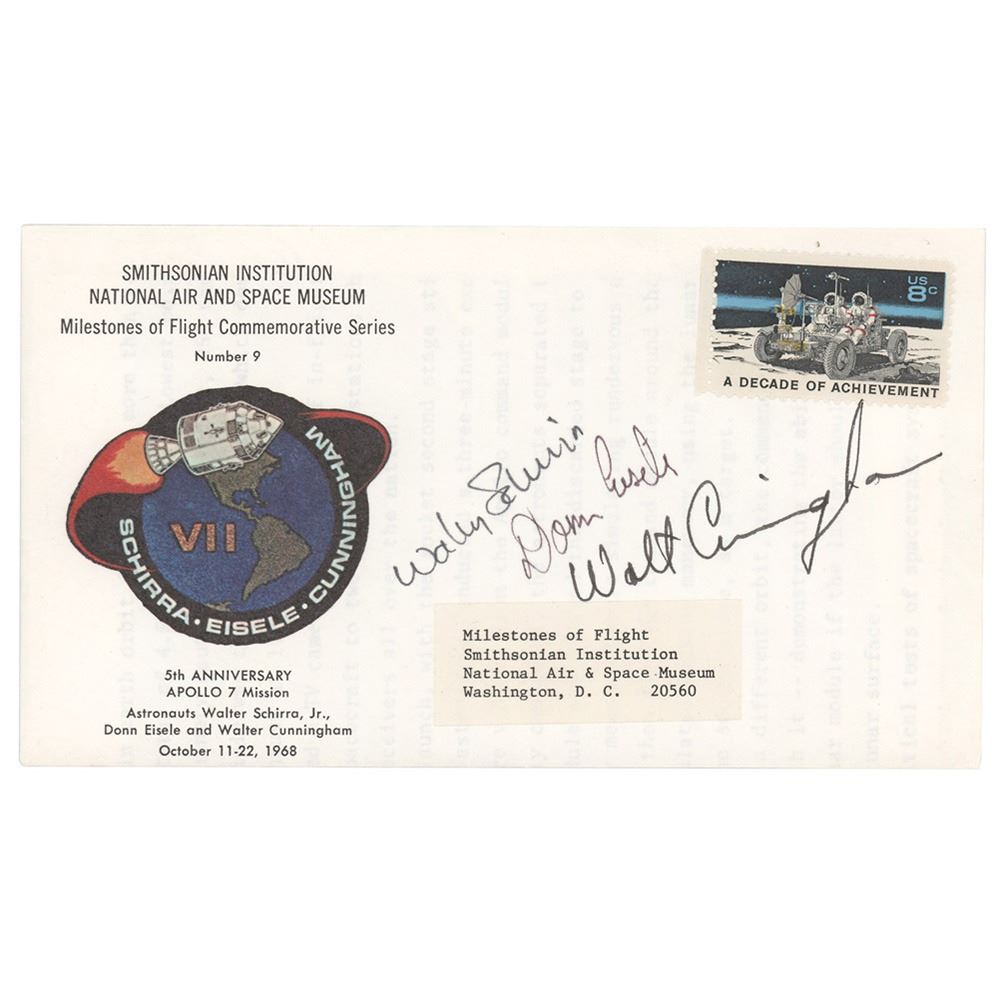 SMITHSONIAN INSTITUTION
NATIONAL AIR AND SPACE MUSEUM
Milestones of Flight Commemorative Series
Number 9
US
8c
A DECADE OF ACHIEVEMENT
VII
SCHIRRA · EISELE · CUNNINGHAM
Wally Schirra
Donn Eisele
Walt Cunningham
Milestones of Flight
Smithsonian Institution
National Air & Space Museum
Washington, D. C. 20560
5th ANNIVERSARY
APOLLO 7 Mission
Astronauts Walter Schirra, Jr.,
Donn Eisele and Walter Cunningham
October 11-22, 1968